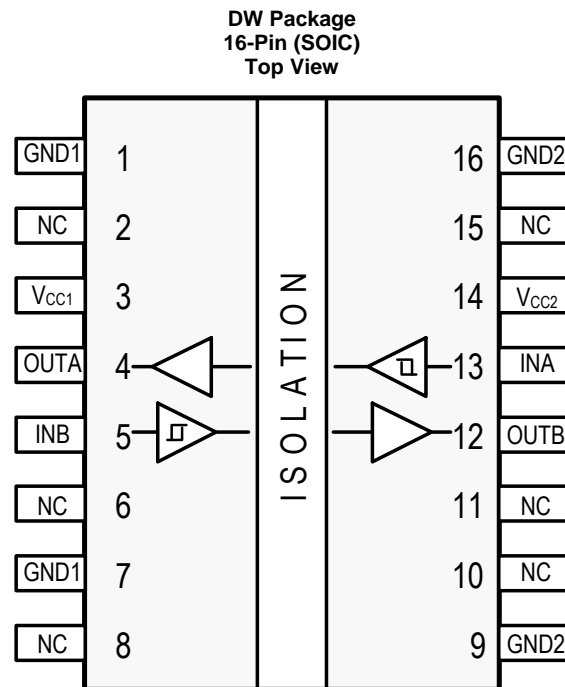 DW Package
16-Pin (SOIC)
Top View
GND1 1 16 GND2
NC 2 15 NC
VCC1 3 14 VCC2
OUTA 4 13 INA
INB 5 12 OUTB
NC 6 11 NC
GND1 7 10 NC
NC 8 9 GND2
ISOLATION